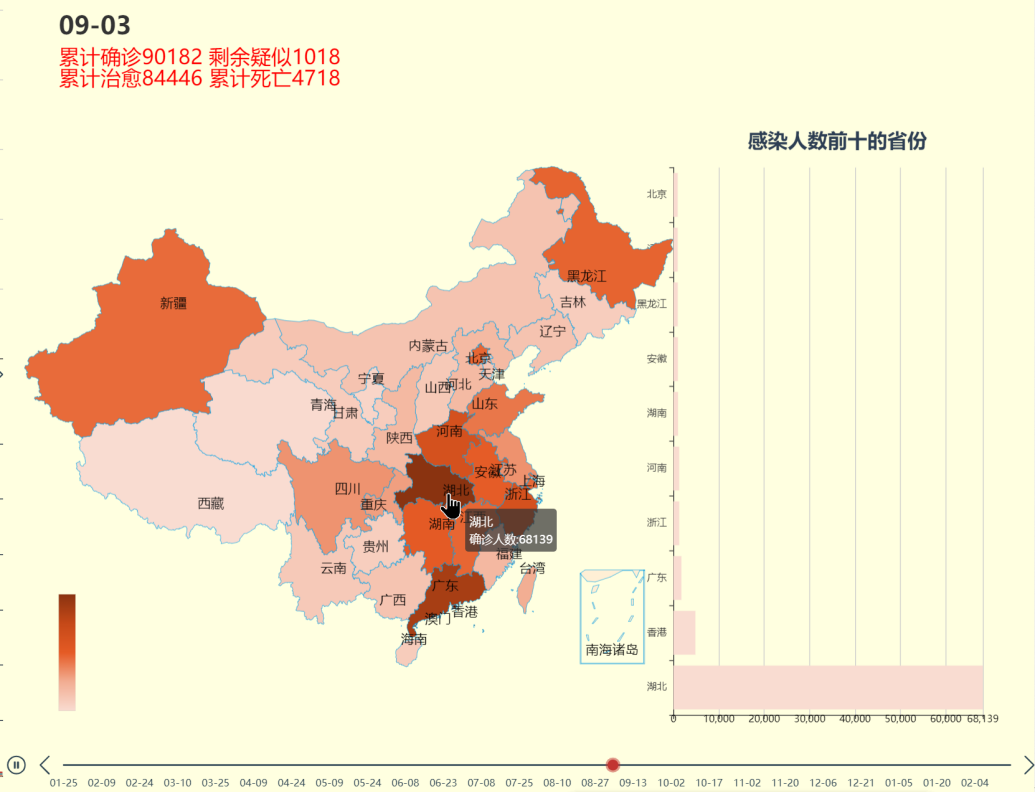 09-03
累计确诊90182 剩余疑似1018
累计治愈84446 累计死亡4718
感染人数前十的省份
北京
黑龙江
安徽
湖南
河南
浙江
广东
香港
湖北
0
10,000
20,000
30,000
40,000
50,000
60,000
68,139
新疆
黑龙江
吉林
辽宁
内蒙古
北京
天津
宁夏
山西
河北
青海
甘肃
山东
河南
陕西
四川
重庆
安徽
江苏
上海
湖北
浙江
西藏
湖南
湖北
确诊人数:68139
贵州
福建
云南
台湾
广东
广西
香港
澳门
海南
南海诸岛
01-25 02-09 02-24 03-10 03-25 04-09 04-24 05-09 05-24 06-08 06-23 07-08 07-25 08-10 08-27 09-13 10-02 10-17 11-02 11-20 12-06 12-21 01-05 01-20 02-04